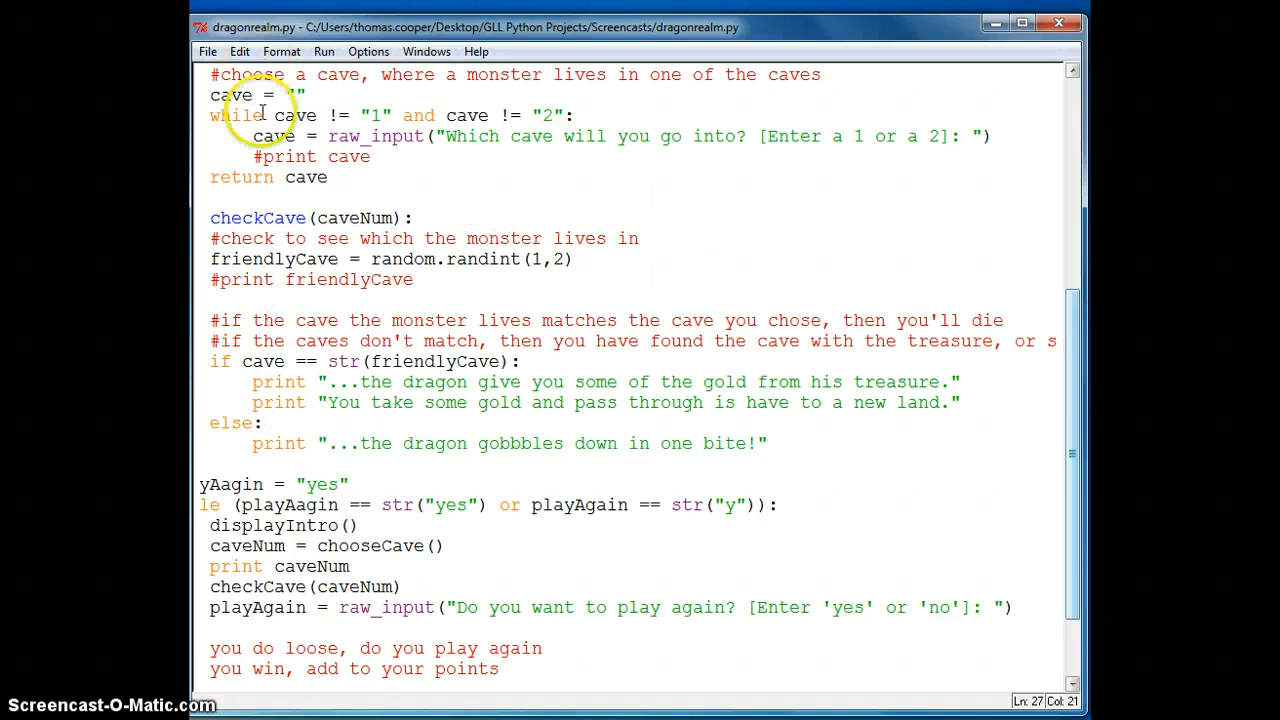 dragonrealm.py - C:/Users/thomas.cooper/Desktop/GLL Python Projects/Screencasts/dragonrealm.py
File Edit Format Run Options Windows Help
#choose a cave, where a monster lives in one of the caves
cave = ""
while cave != "1" and cave != "2":
cave = raw_input("Which cave will you go into? [Enter a 1 or a 2]: ")
#print cave
return cave
checkCave(caveNum):
#check to see which the monster lives in
friendlyCave = random.randint(1,2)
#print friendlyCave
#if the cave the monster lives matches the cave you chose, then you'll die
#if the caves don't match, then you have found the cave with the treasure, or s
if cave == str(friendlyCave):
print "...the dragon give you some of the gold from his treasure."
print "You take some gold and pass through is have to a new land."
else:
print "...the dragon gobbbles down in one bite!"
yAagin = "yes"
le (playAagin == str("yes") or playAgain == str("y")):
displayIntro()
caveNum = chooseCave()
print caveNum
checkCave(caveNum)
playAgain = raw_input("Do you want to play again? [Enter 'yes' or 'no']: ")
you do loose, do you play again
you win, add to your points
Ln: 27 Col: 21
Screencast-O-Matic.com